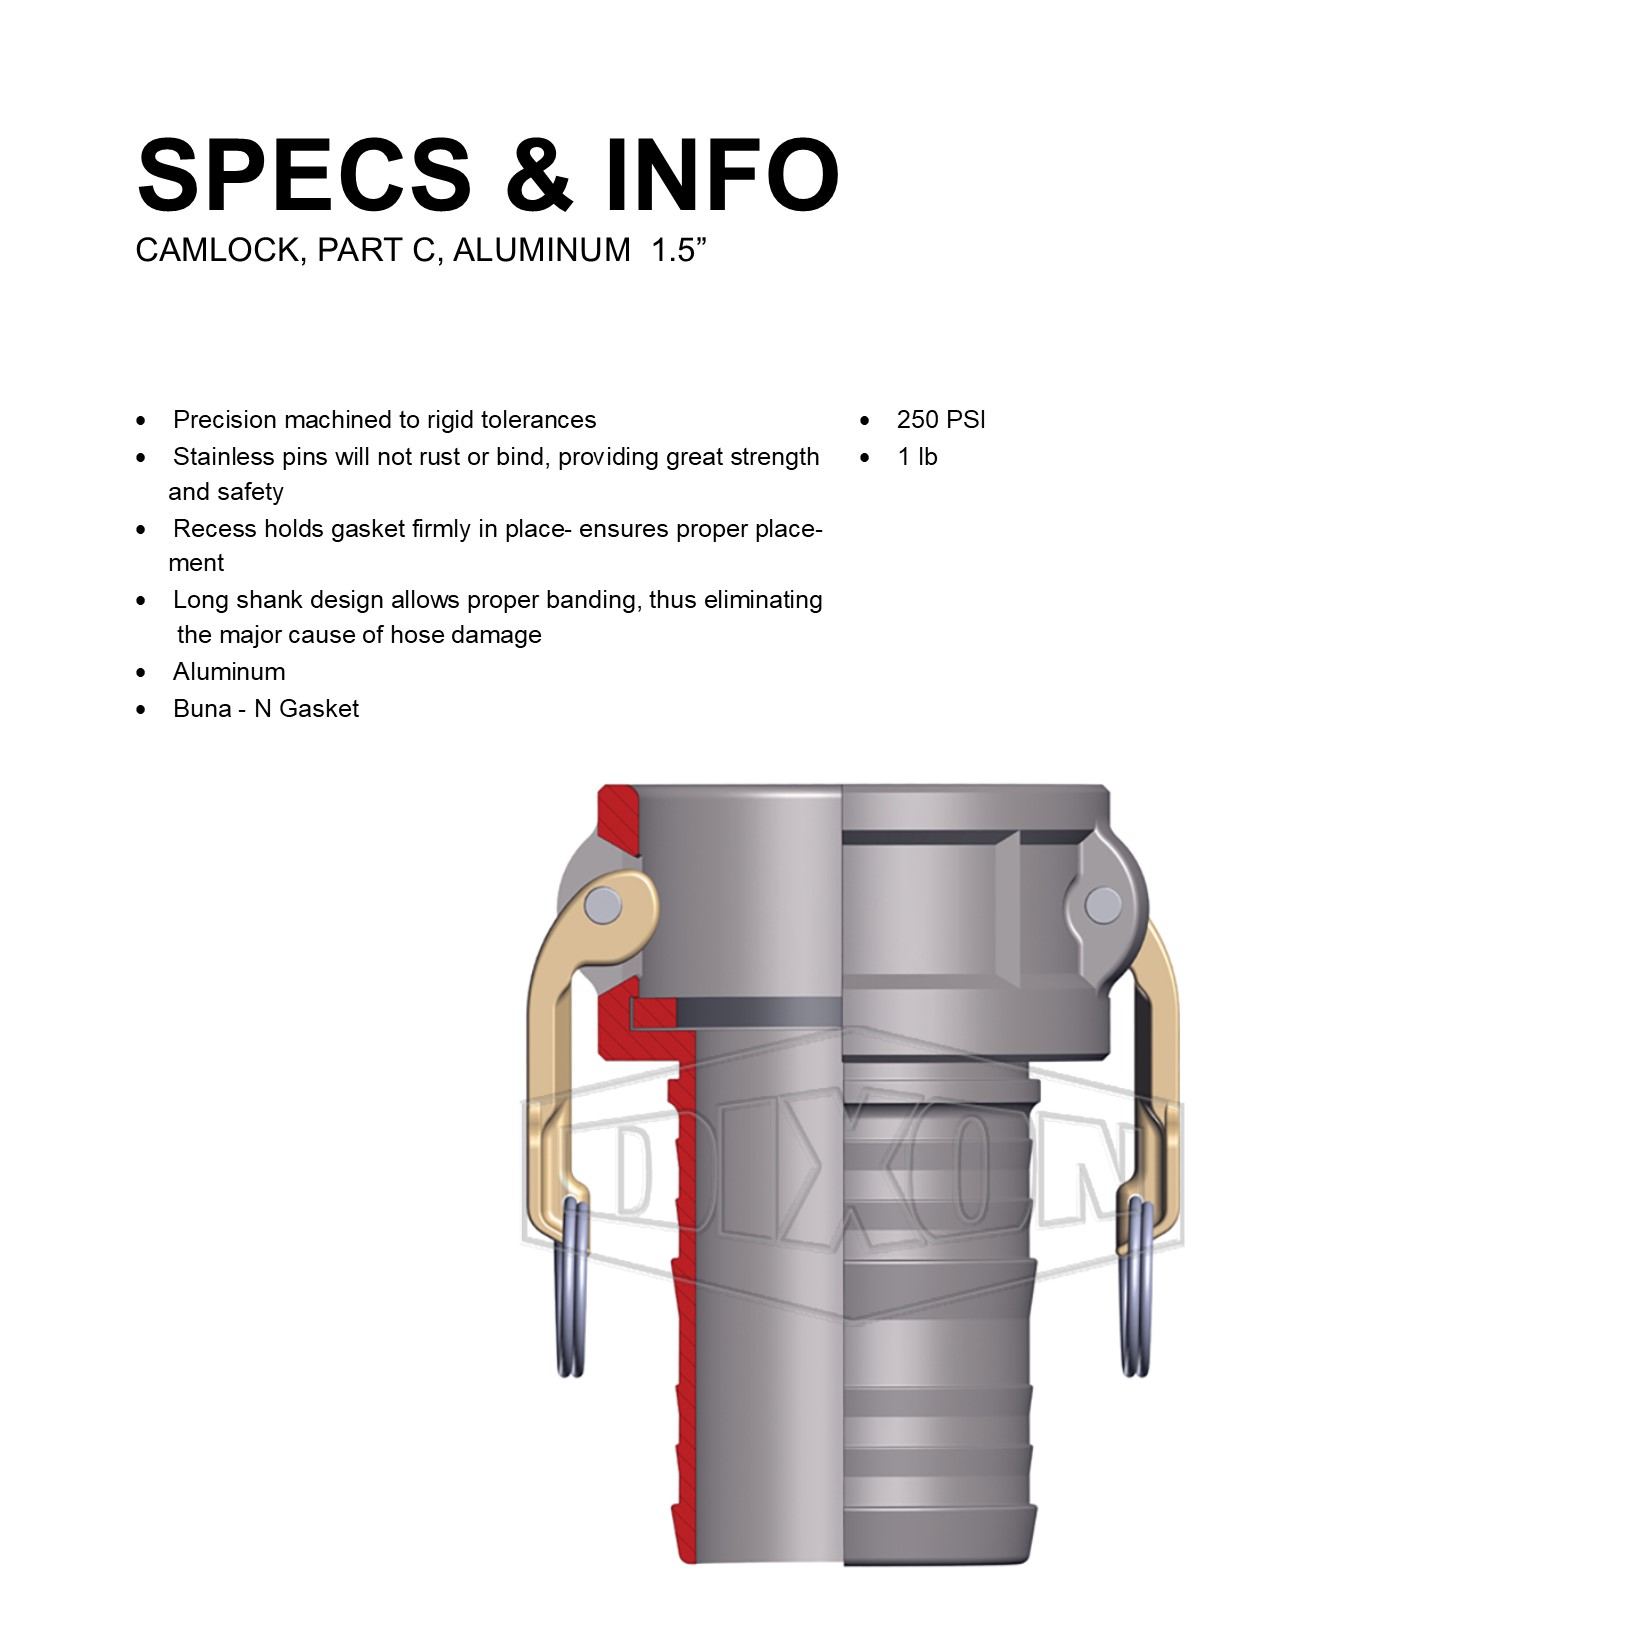 SPECS & INFO
CAMLOCK, PART C, ALUMINUM  1.5”
• Precision machined to rigid tolerances
• Stainless pins will not rust or bind, providing great strength
and safety
• Recess holds gasket firmly in place- ensures proper place-
ment
• Long shank design allows proper banding, thus eliminating
the major cause of hose damage
• Aluminum
• Buna - N Gasket
• 250 PSI
• 1 lb
DIXON